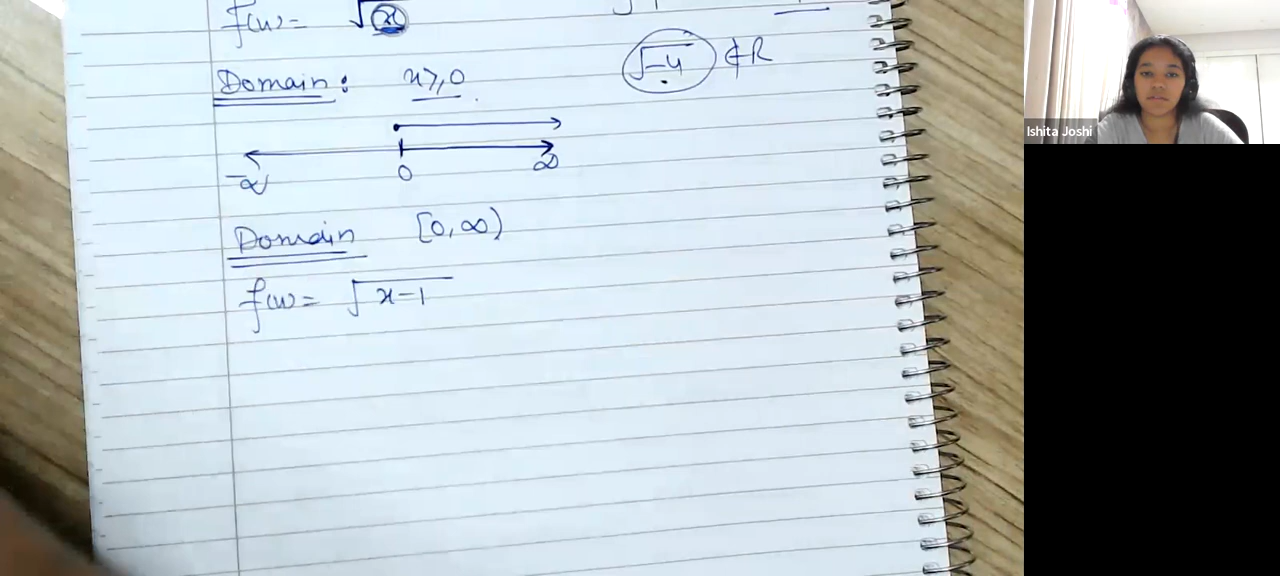 f(x) = √x
√-4 ∉ R
Domain: x ≥ 0
-∞ 0 ∞
Domain [0, ∞)
f(x) = √x-1
Ishita Joshi